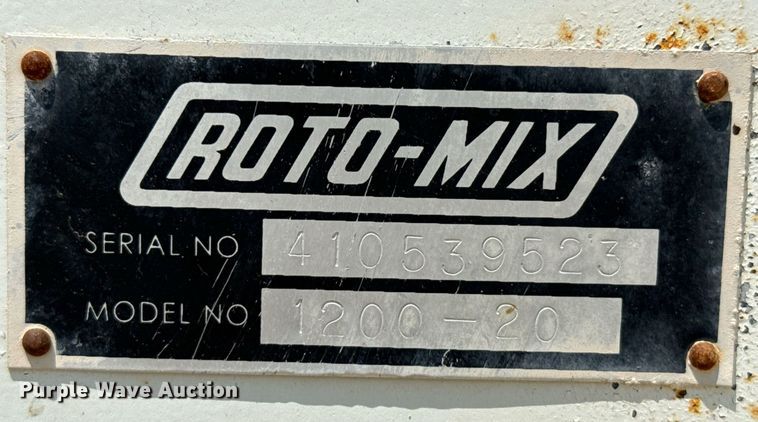 ROTO-MIX
SERIAL NO 410539523
MODEL NO 1200-20
Purple Wave Auction